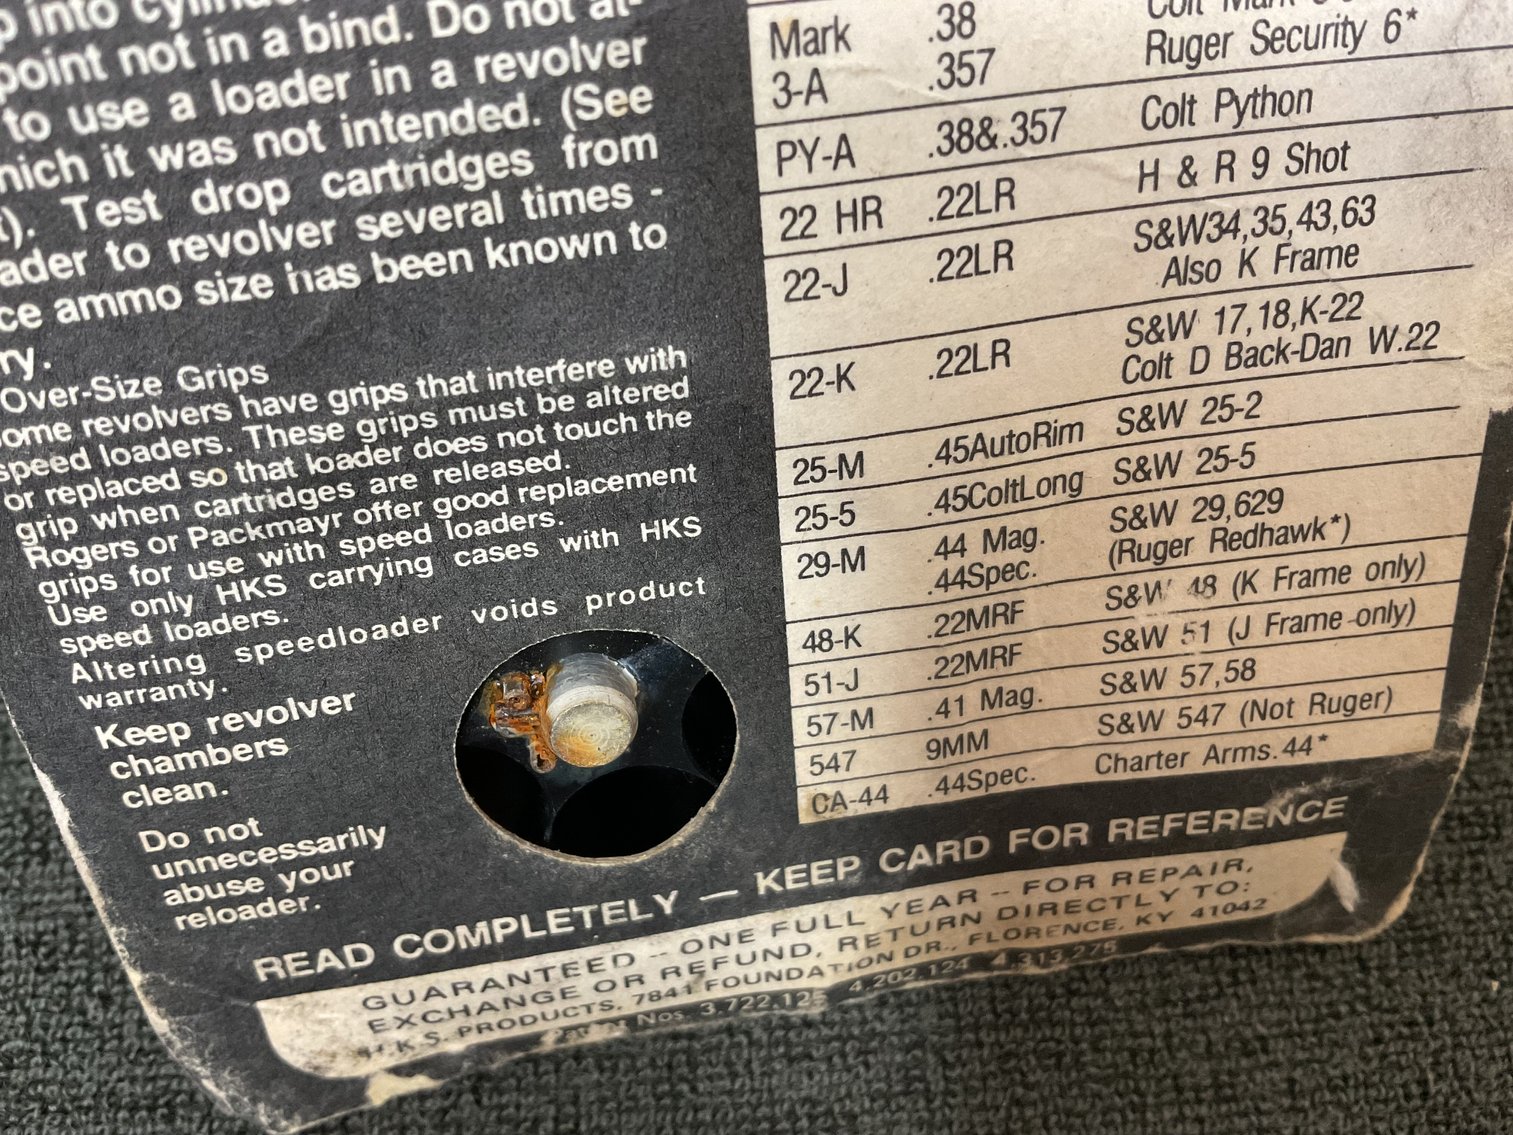 into
point not in a bind. Do not at-
to use a loader in a revolver
it was not intended. (See
Test drop cartridges from
to revolver several times -
ammo size has been known to
Over-Size Grips
revolvers have grips that interfere with
speed loaders. These grips must be altered
or replaced so that loader does not touch the
grip when cartridges are released.
Rogers or Packmayr offer good replacement
grips for use with speed loaders.
Use only HKS carrying cases with HKS
speed loaders.
Altering speedloader voids product
warranty.
Keep revolver
chambers
clean.
Do not
unnecessarily
abuse your
reloader.
Mark .38
3-A .357 Ruger Security 6*
PY-A .38&.357 Colt Python
22 HR .22LR H & R 9 Shot
22-J .22LR S&W34,35,43,63
Also K Frame
22-K .22LR S&W 17,18,K-22
Colt D Back-Dan W.22
25-M .45AutoRim S&W 25-2
25-5 .45ColtLong S&W 25-5
29-M .44 Mag. S&W 29,629
.44Spec. (Ruger Redhawk*)
48-K .22MRF S&W 48 (K Frame only)
51-J .22MRF S&W 51 (J Frame only)
57-M .41 Mag. S&W 57,58
547 9MM S&W 547 (Not Ruger)
CA-44 .44Spec. Charter Arms.44*
READ COMPLETELY — KEEP CARD FOR REFERENCE
GUARANTEED -- ONE FULL YEAR -- FOR REPAIR,
EXCHANGE OR REFUND, RETURN DIRECTLY TO:
H.K.S. PRODUCTS, 7841 FOUNDATION DR., FLORENCE, KY 41042
Nos. 4,202,124 4,313,275